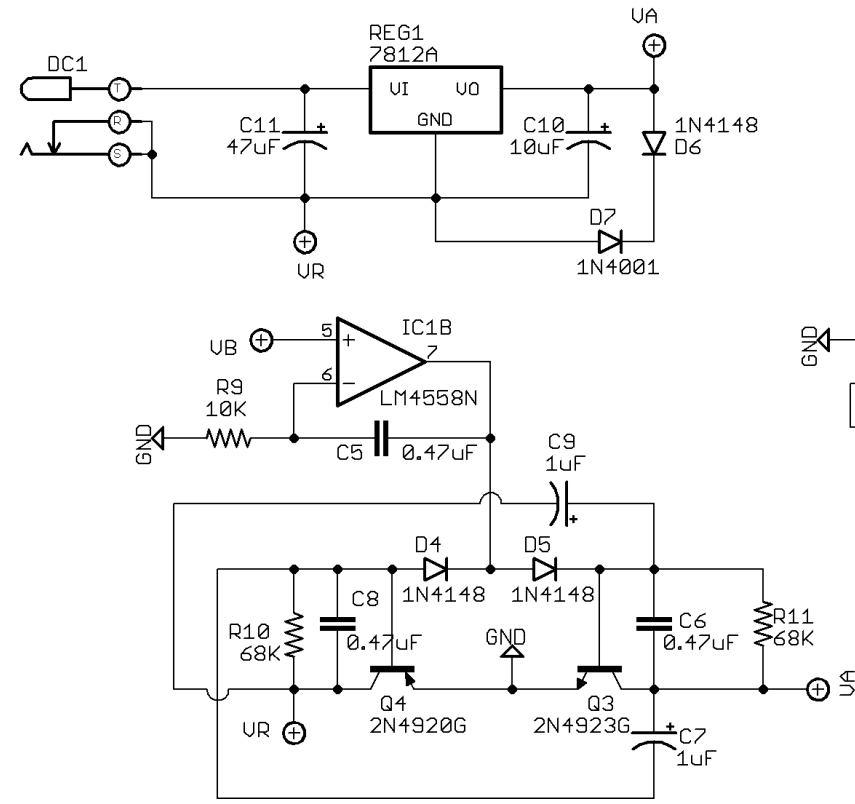 VA
REG1
7812A
DC1
T
VI
VO
R
GND
C11
47uF
+
C10
10uF
+
1N4148
D6
S
D7
1N4001
+
VR
+
IC1B
VB
+
5
+
7
6
-
LM4558N
R9
10K
GND
C5
0.47uF
GND
C9
1uF
+
D4
1N4148
D5
1N4148
R10
68K
C8
0.47uF
GND
C6
0.47uF
R11
68K
Q4
2N4920G
Q3
2N4923G
VA
+
VR
+
C7
1uF
+